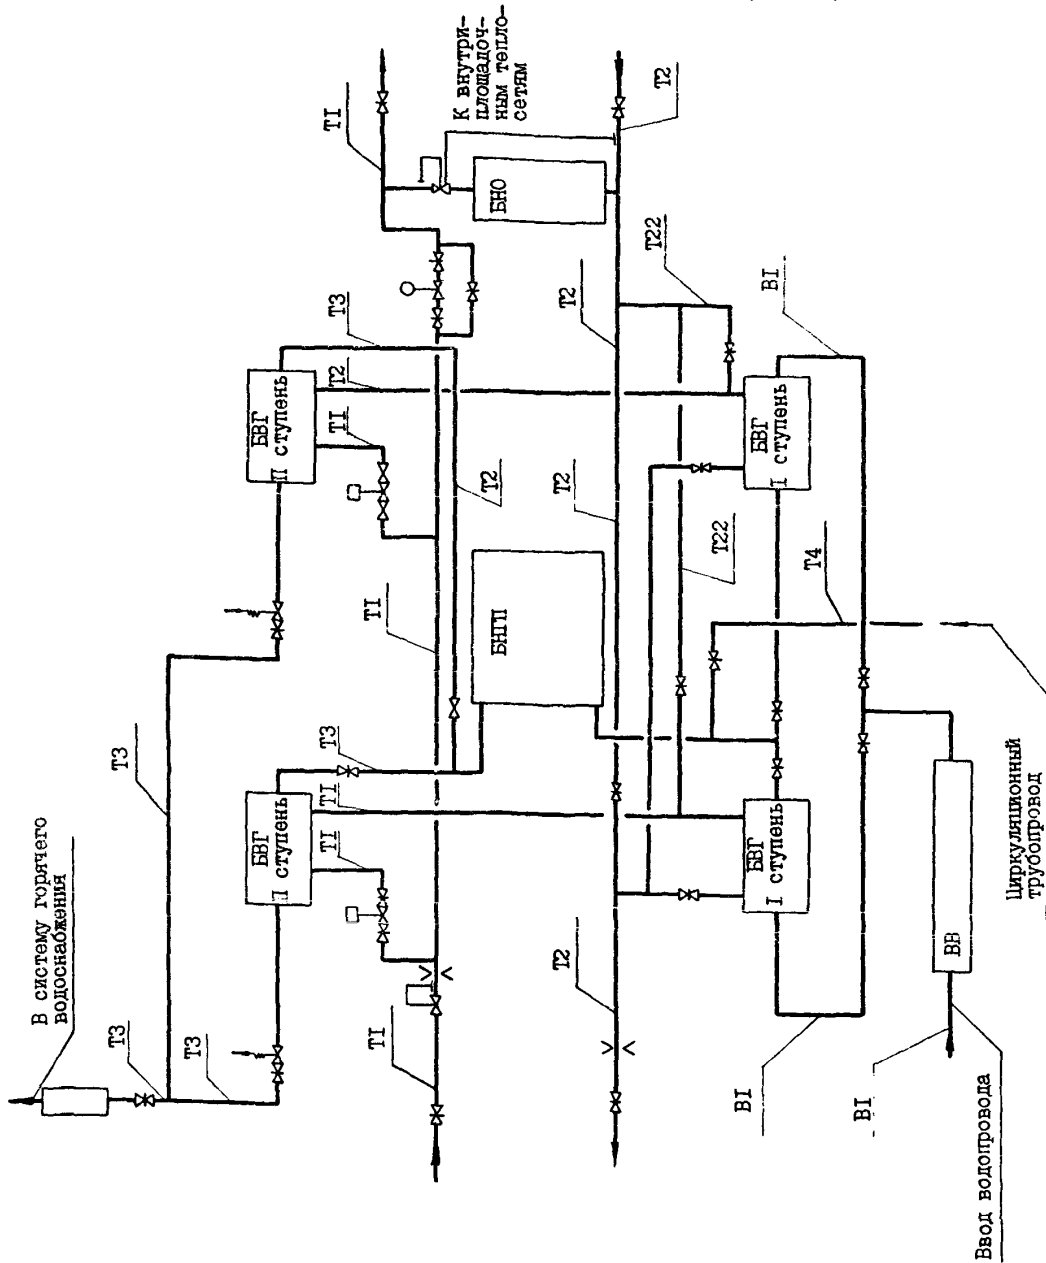 В систему горячего
водоснабжения
Т3
Т3
Т3
БВГ
II ступень
БВГ
II ступень
Т3
Т1
Т1
Т3
Т2
Т1
Т1
К внутри-
площадоч-
ным тепло-
сетям
Т1
Т1
Т2
БНП
БНО
Т2
Т2
Т2
Т2
Т22
Т22
БВГ
I ступень
БВГ
I ступень
Т4
В1
В1
В1
ВВ
Ввод водопровода
Циркуляционный
трубопровод